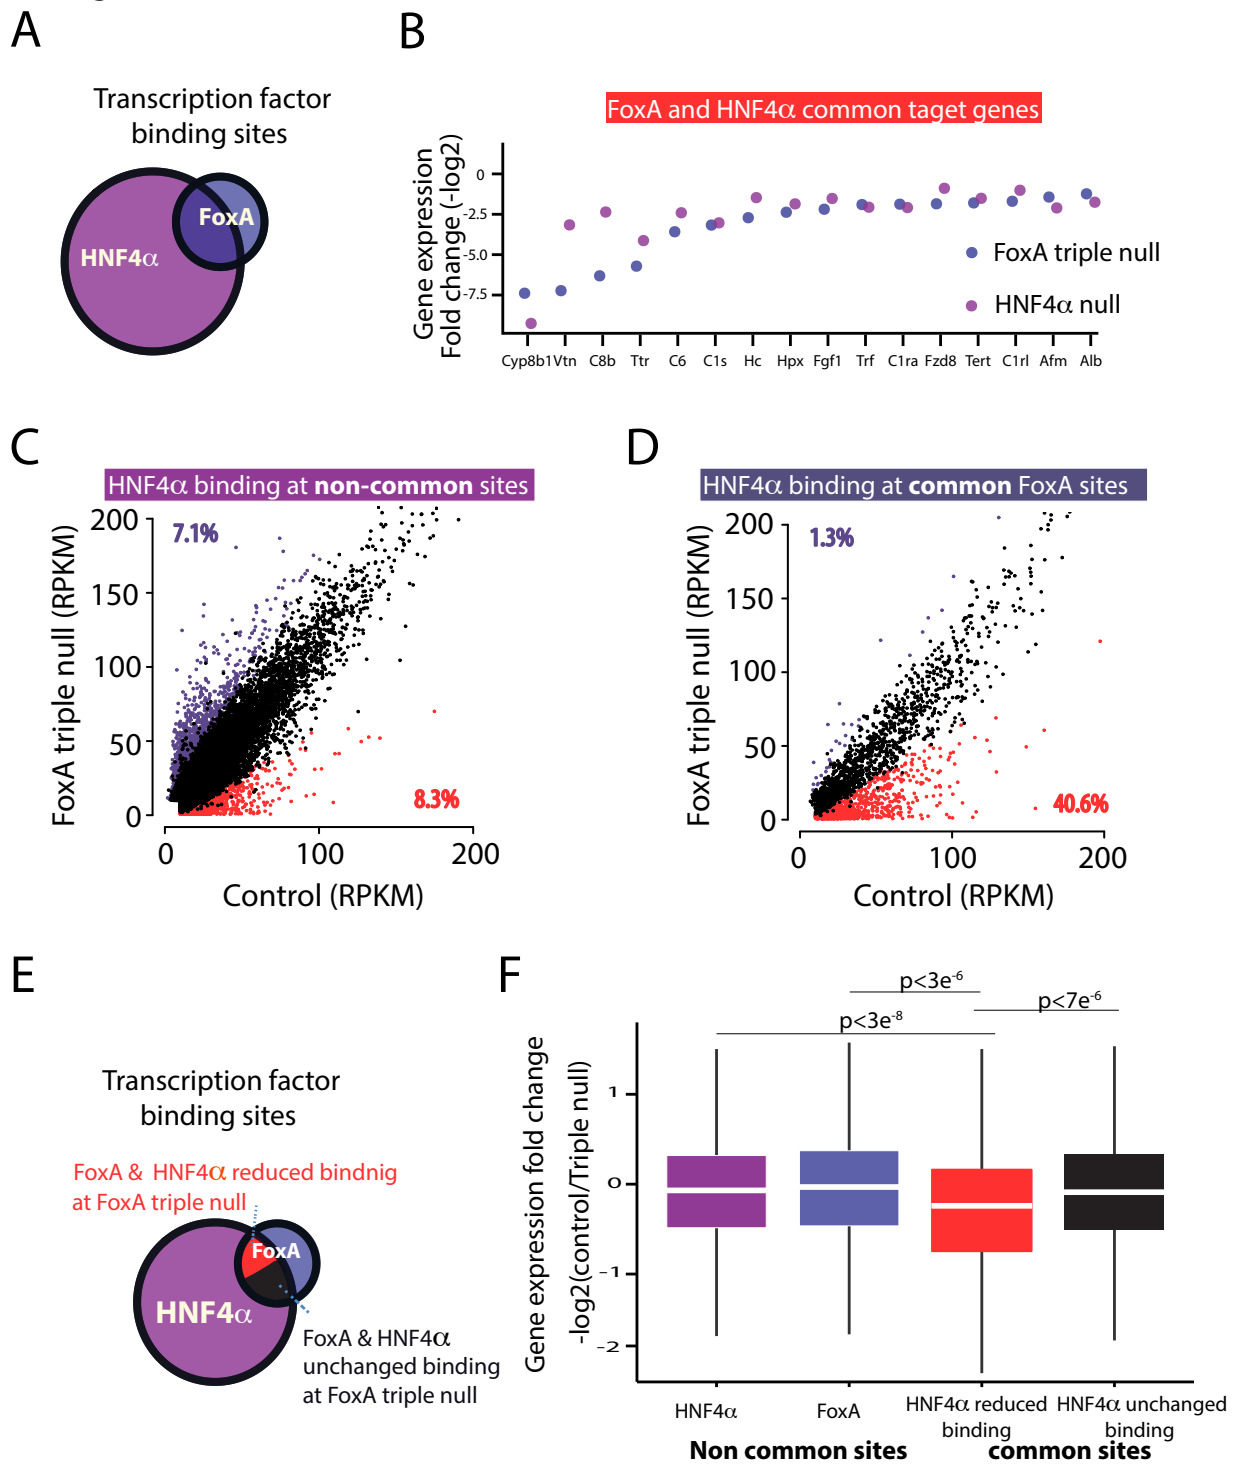 A
Transcription factor
binding sites
HNF4α
FoxA
B
FoxA and HNF4α common taget genes
Gene expression
Fold change (-log2)
0
-2.5
-5.0
-7.5
FoxA triple null
HNF4α null
Cyp8b1 Vtn C8b Ttr C6 C1s Hc Hpx Fgf1 Trf C1ra Fzd8 Tert C1rl Afm Alb
C
HNF4α binding at non-common sites
FoxA triple null (RPKM)
200
150
100
50
0
7.1%
8.3%
0 100 200
Control (RPKM)
D
HNF4α binding at common FoxA sites
FoxA triple null (RPKM)
200
150
100
50
0
1.3%
40.6%
0 100 200
Control (RPKM)
E
Transcription factor
binding sites
FoxA & HNF4α reduced bindnig
at FoxA triple null
FoxA
HNF4α
FoxA & HNF4α
unchanged binding
at FoxA triple null
F
p<3e-6
p<7e-6
p<3e-8
Gene expression fold change
-log2(control/Triple null)
1
0
-1
-2
HNF4α
FoxA
HNF4α reduced
binding
HNF4α unchanged
binding
Non common sites
common sites